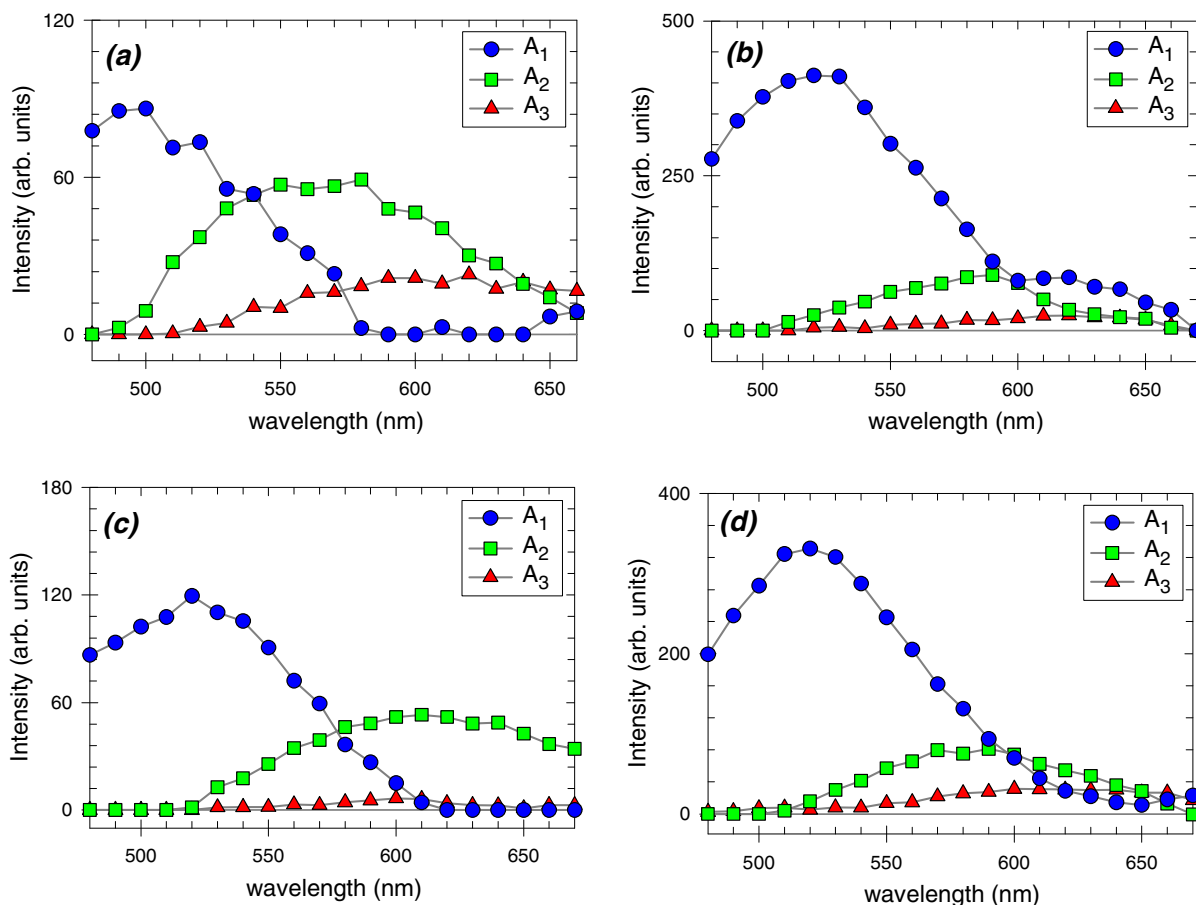 (a)
A1
A2
A3
120
60
0
500
550
600
650
wavelength (nm)
Intensity (arb. units)
(b)
A1
A2
A3
500
250
0
500
550
600
650
wavelength (nm)
Intensity (arb. units)
(c)
A1
A2
A3
180
120
60
0
500
550
600
650
wavelength (nm)
Intensity (arb. units)
(d)
A1
A2
A3
400
200
0
500
550
600
650
wavelength (nm)
Intensity (arb. units)